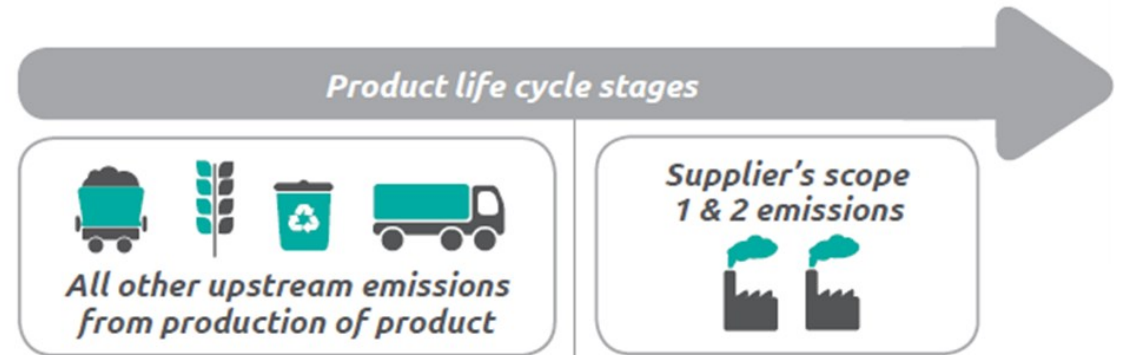 Product life cycle stages
All other upstream emissions
from production of product
Supplier's scope
1 & 2 emissions